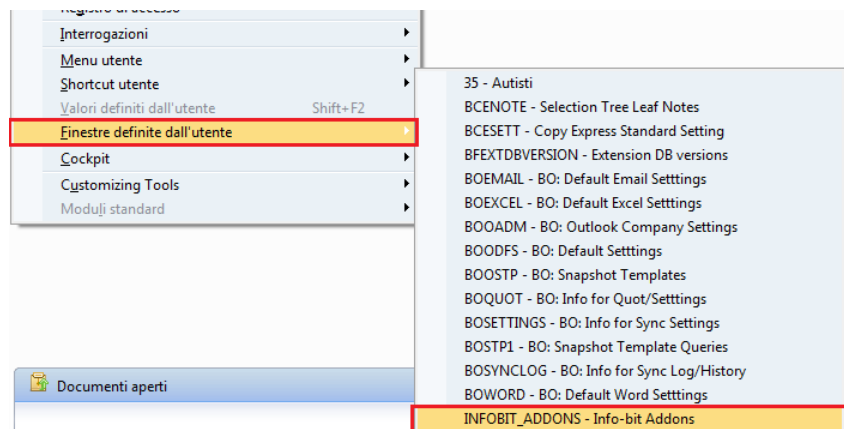 Registro di accesso
Interrogazioni
Menu utente
Shortcut utente
Valori definiti dall'utente Shift+F2
Finestre definite dall'utente
Cockpit
Customizing Tools
Moduli standard
35 - Autisti
BCENOTE - Selection Tree Leaf Notes
BCESETT - Copy Express Standard Setting
BFEXTDBVERSION - Extension DB versions
BOEMAIL - BO: Default Email Setttings
BOEXCEL - BO: Default Excel Setttings
BOOADM - BO: Outlook Company Settings
BOODFS - BO: Default Setttings
BOOSTP - BO: Snapshot Templates
BOQUOT - BO: Info for Quot/Setttings
BOSETTINGS - BO: Info for Sync Settings
BOSTP1 - BO: Snapshot Template Queries
BOSYNCLOG - BO: Info for Sync Log/History
BOWORD - BO: Default Word Setttings
INFOBIT_ADDONS - Info-bit Addons
Documenti aperti